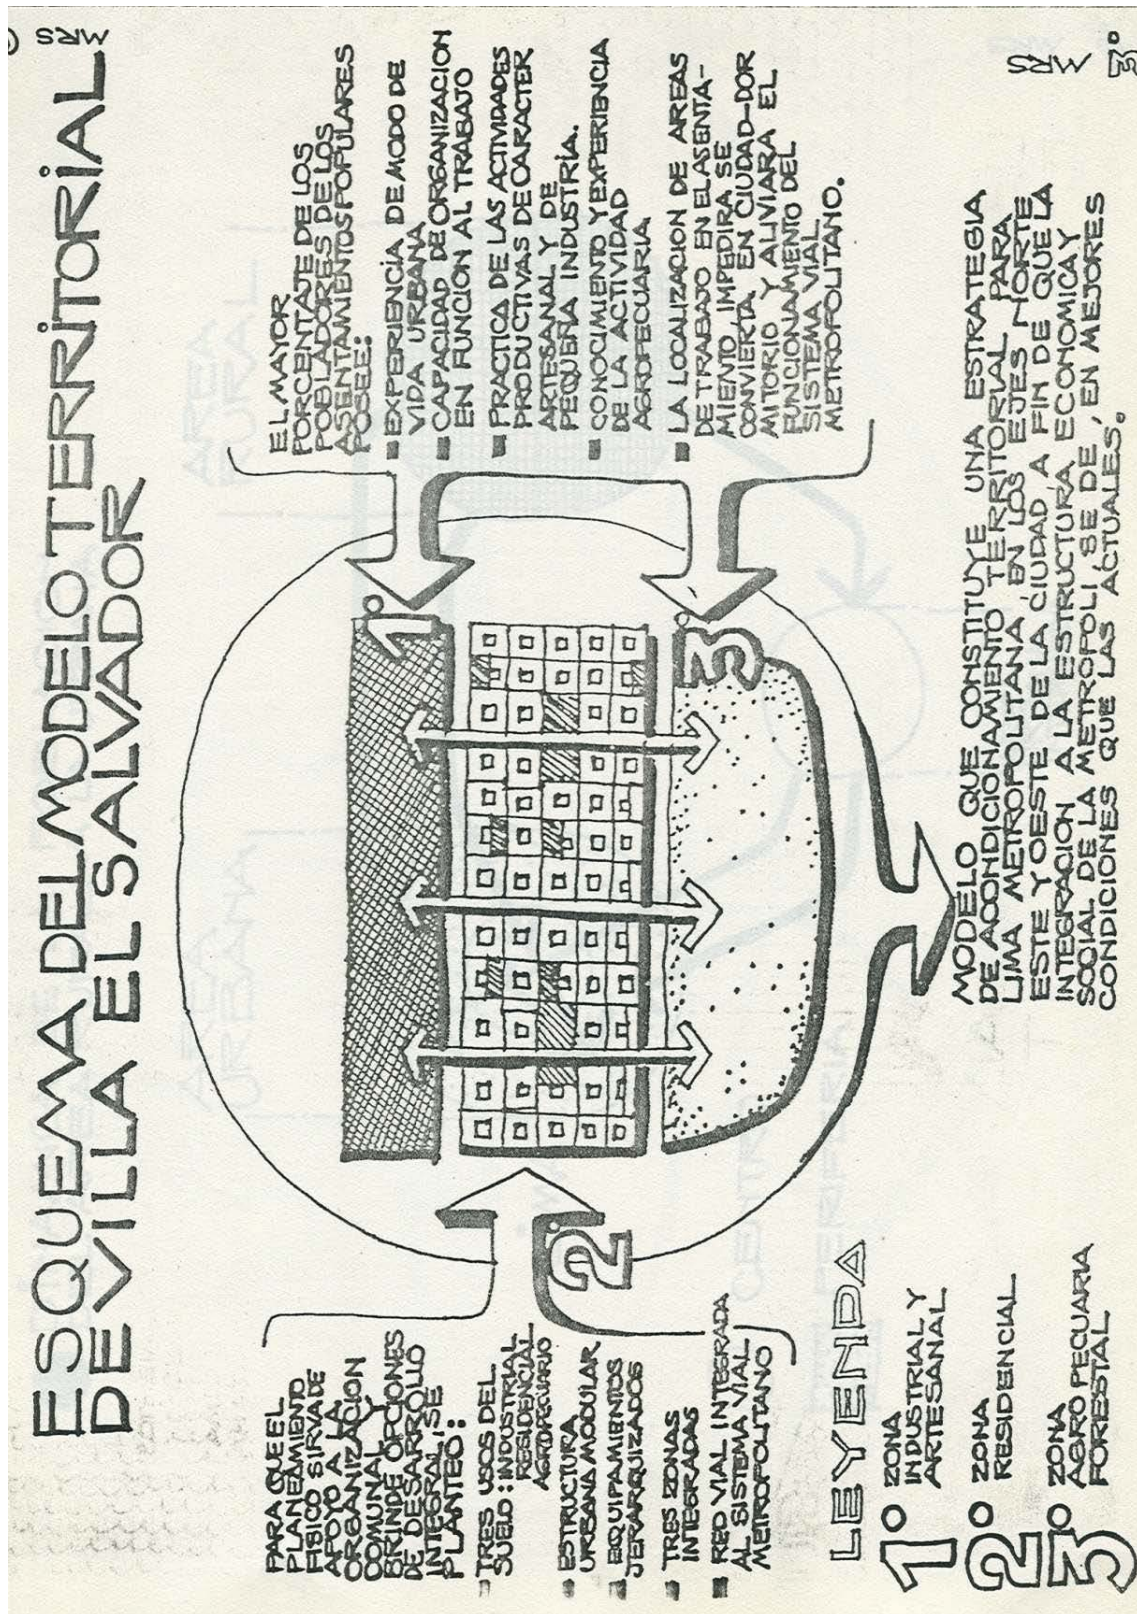 ESQUEMA DEL MODELO TERRITORIAL
DE VILLA EL SALVADOR
MRS
PARA QUE EL
PLANEAMIENTO
FISICO SIRVA DE
APOYO A LA
ORGANIZACION
COMUNAL Y
BRINDE OPCIONES
DE DESARROLLO
INTEGRAL, SE
PLANTEO:
TRES USOS DEL
SUELO: INDUSTRIAL
RESIDENCIAL
AGROPECUARIO
ESTRUCTURA
URBANA MODULAR
EQUIPAMIENTOS
JERARQUIZADOS
TRES ZONAS
INTEGRADAS
RED VIAL INTEGRADA
AL SISTEMA VIAL
METROPOLITANO
2°
1°
3°
EL MAYOR
PORCENTAJE DE LOS
POBLADORES DE LOS
ASENTAMIENTOS POPULARES
POSEE:
EXPERIENCIA DE MODO DE
VIDA URBANA
CAPACIDAD DE ORGANIZACION
EN FUNCION AL TRABAJO
PRACTICA DE LAS ACTIVIDADES
PRODUCTIVAS DE CARACTER
ARTESANAL Y DE
PEQUEÑA INDUSTRIA.
CONOCIMIENTO Y EXPERIENCIA
DE LA ACTIVIDAD
AGROPECUARIA
LA LOCALIZACION DE AREAS
DE TRABAJO EN EL ASENTA-
MIENTO IMPEDIRA SE
CONVIERTA EN CIUDAD-DOR
MITORIO Y ALIVIARA EL
FUNCIONAMIENTO DEL
SISTEMA VIAL
METROPOLITANO.
LEYENDA
1° ZONA
INDUSTRIAL Y
ARTESANAL
2° ZONA
RESIDENCIAL
3° ZONA
AGROPECUARIA
FORESTAL
MODELO QUE CONSTITUYE UNA ESTRATEGIA
DE ACONDICIONAMIENTO TERRITORIAL PARA
LIMA METROPOLITANA, EN LOS EJES NORTE
ESTE Y OESTE DE LA CIUDAD A FIN DE QUE LA
INTEGRACION A LA ESTRUCTURA ECONOMICA Y
SOCIAL DE LA METROPOLI SE DE, EN MEJORES
CONDICIONES QUE LAS ACTUALES.
MRS